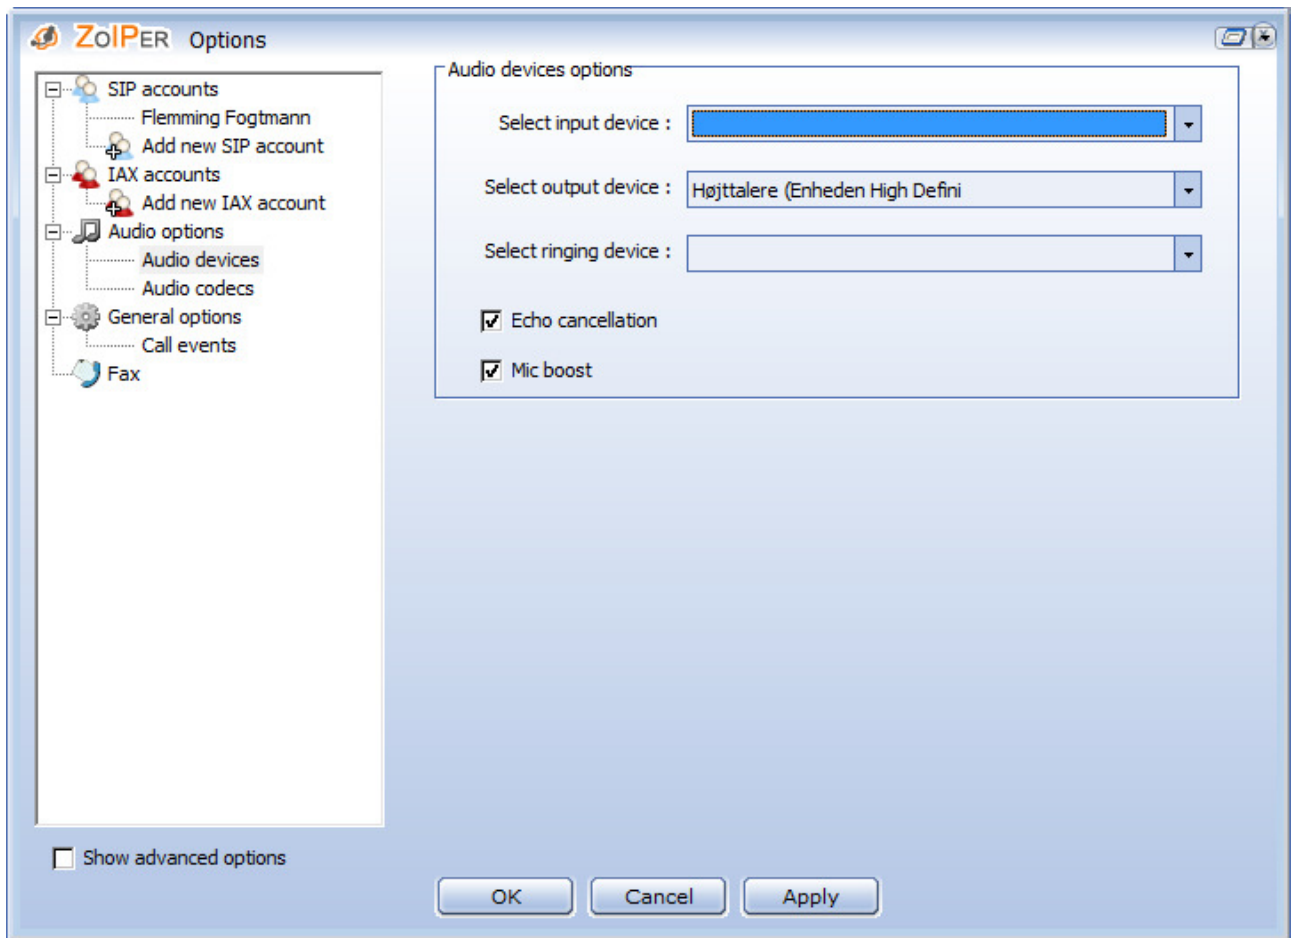 ZoIPER Options
SIP accounts
Flemming Fogtmann
Add new SIP account
IAX accounts
Add new IAX account
Audio options
Audio devices
Audio codecs
General options
Call events
Fax
Show advanced options
Audio devices options
Select input device :
Select output device : Højttalere (Enheden High Defini
Select ringing device :
Echo cancellation
Mic boost
OK Cancel Apply